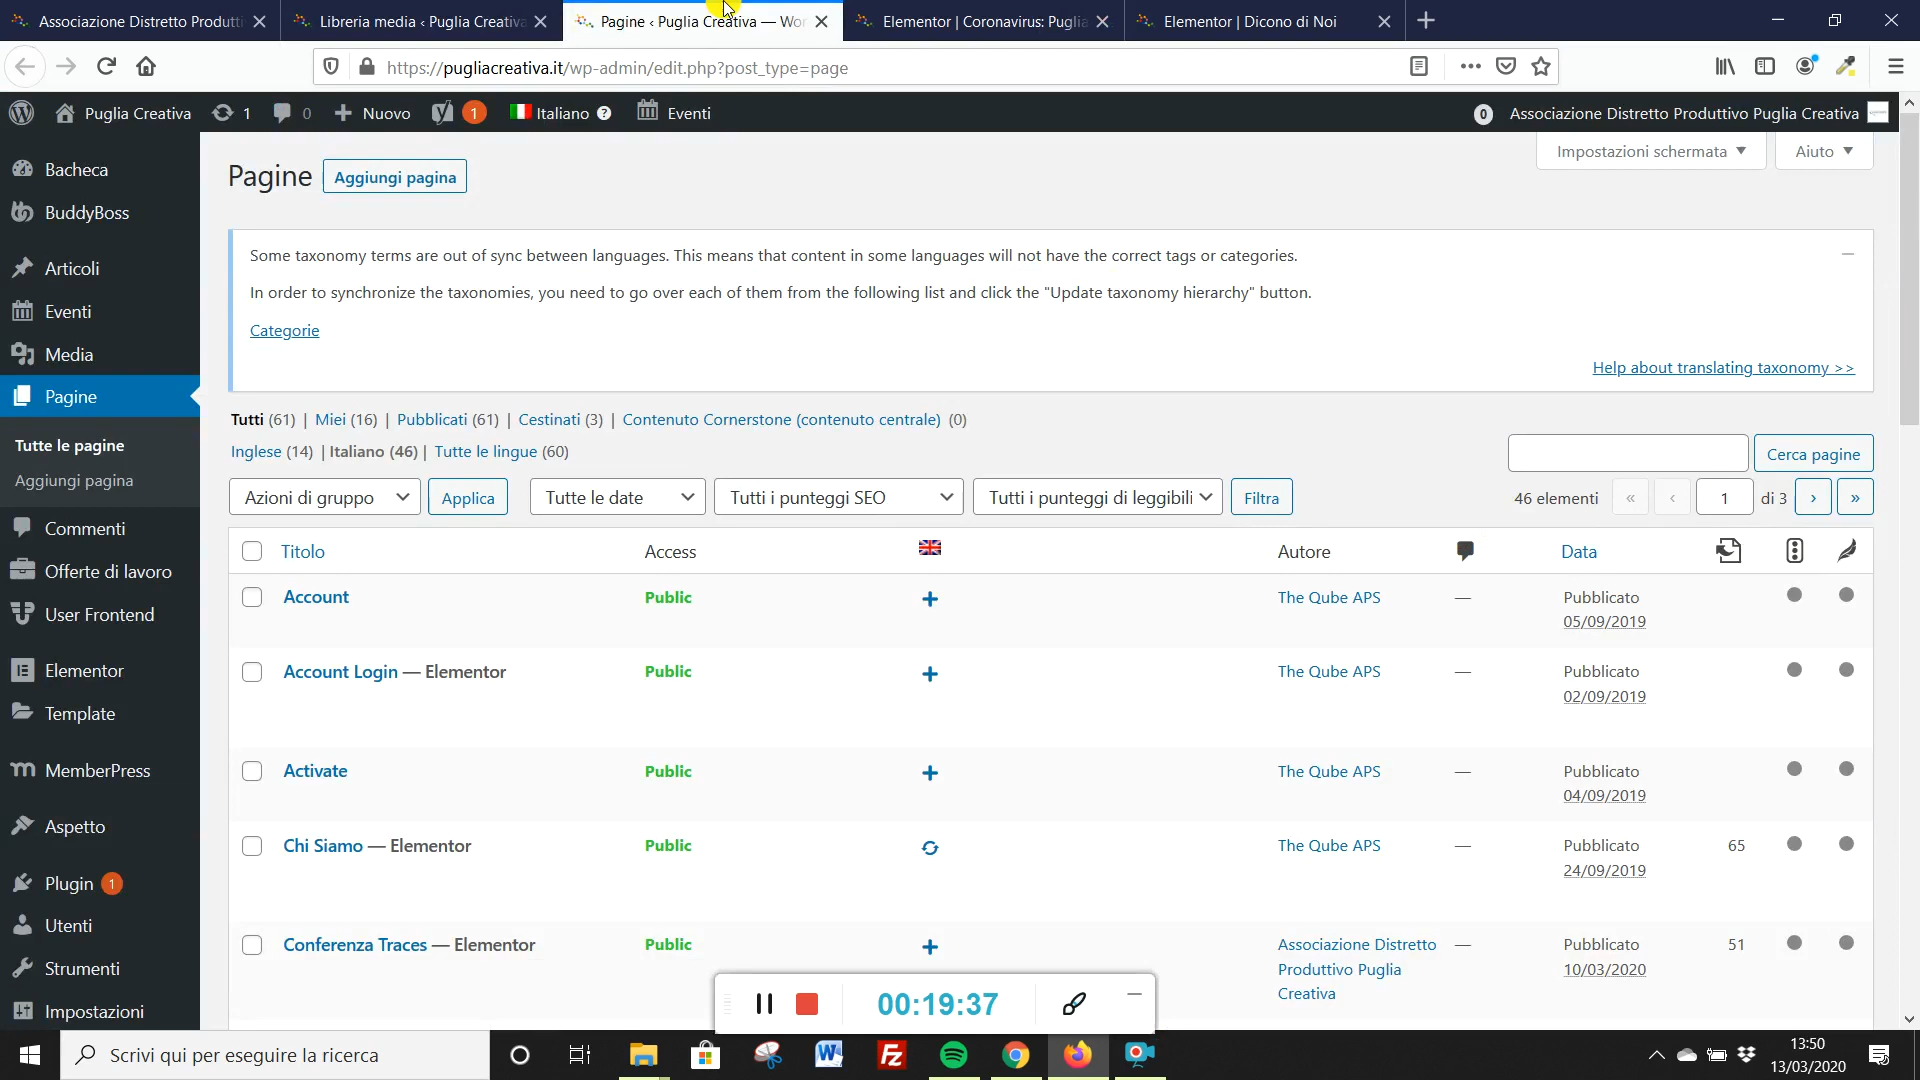 Associazione Distretto Produtti
Libreria media ‹ Puglia Creativa
Pagine ‹ Puglia Creativa — Wor
Elementor | Coronavirus: Puglia
Elementor | Dicono di Noi
https://pugliacreativa.it/wp-admin/edit.php?post_type=page
Puglia Creativa 1 0 Nuovo 1 Italiano Eventi
0 Associazione Distretto Produttivo Puglia Creativa
Impostazioni schermata Aiuto
Bacheca
BuddyBoss
Articoli
Eventi
Media
Pagine
Tutte le pagine
Aggiungi pagina
Commenti
Offerte di lavoro
User Frontend
Elementor
Template
MemberPress
Aspetto
Plugin 1
Utenti
Strumenti
Impostazioni
Pagine Aggiungi pagina
Some taxonomy terms are out of sync between languages. This means that content in some languages will not have the correct tags or categories.
In order to synchronize the taxonomies, you need to go over each of them from the following list and click the "Update taxonomy hierarchy" button.
Categorie
Help about translating taxonomy >>
Tutti (61) | Miei (16) | Pubblicati (61) | Cestinati (3) | Contenuto Cornerstone (contenuto centrale) (0)
Inglese (14) | Italiano (46) | Tutte le lingue (60)
Cerca pagine
Azioni di gruppo Applica Tutte le date Tutti i punteggi SEO Tutti i punteggi di leggibili Filtra
46 elementi « ‹ 1 di 3 › »
Titolo Access Autore Data
Account Public The Qube APS — Pubblicato
05/09/2019
Account Login — Elementor Public The Qube APS — Pubblicato
02/09/2019
Activate Public The Qube APS — Pubblicato
04/09/2019
Chi Siamo — Elementor Public The Qube APS — Pubblicato 65
24/09/2019
Conferenza Traces — Elementor Public Associazione Distretto — Pubblicato 51
Produttivo Puglia 10/03/2020
Creativa
00:19:37
Scrivi qui per eseguire la ricerca
13:50
13/03/2020